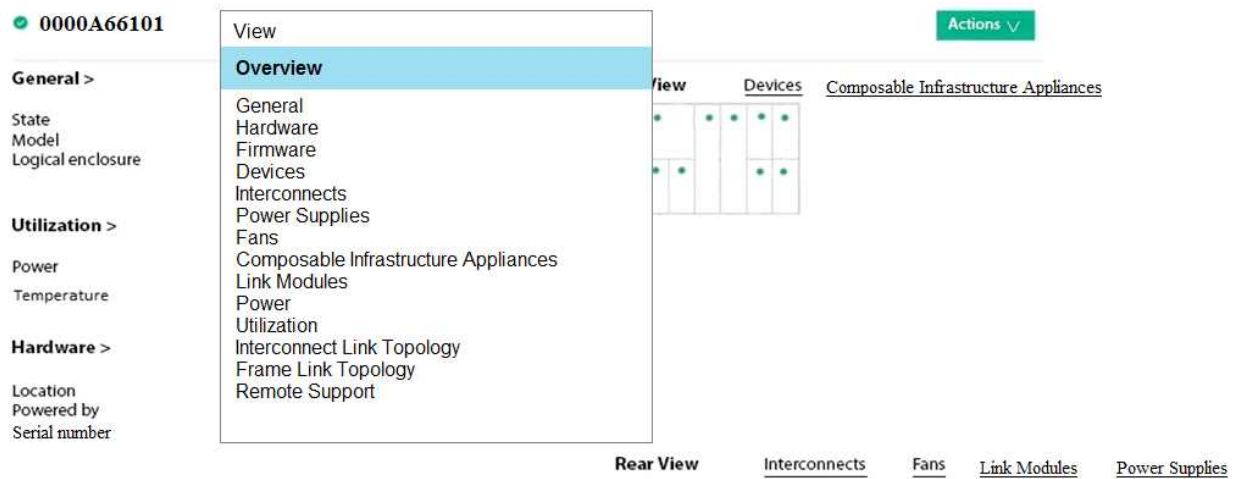 0000A66101
View
Actions
Overview
General >
/iew
Devices
Composable Infrastructure Appliances
State
Model
Logical enclosure
Utilization >
Power
Temperature
Hardware >
Location
Powered by
Serial number
General
Hardware
Firmware
Devices
Interconnects
Power Supplies
Fans
Composable Infrastructure Appliances
Link Modules
Power
Utilization
Interconnect Link Topology
Frame Link Topology
Remote Support
Rear View
Interconnects
Fans
Link Modules
Power Supplies